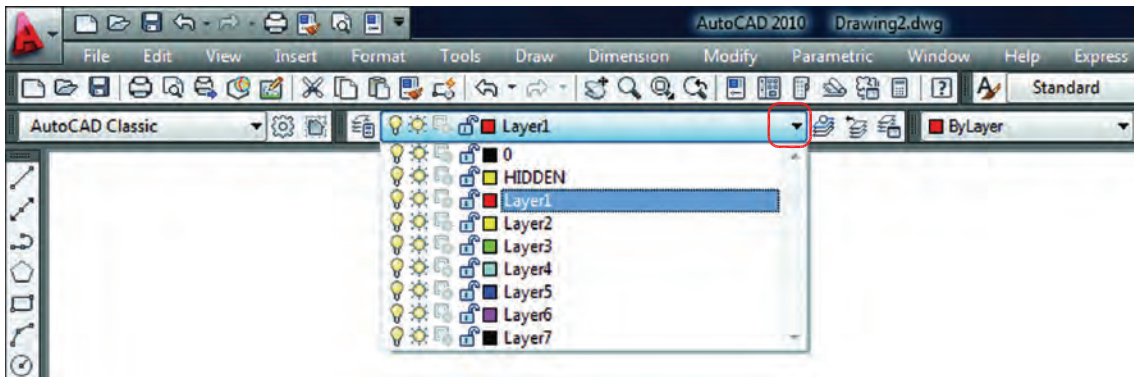 AutoCAD 2010 Drawing2.dwg
File Edit View Insert Format Tools Draw Dimension Modify Parametric Window Help Express
Standard
AutoCAD Classic Layer1 ByLayer
0
HIDDEN
Layer1
Layer2
Layer3
Layer4
Layer5
Layer6
Layer7